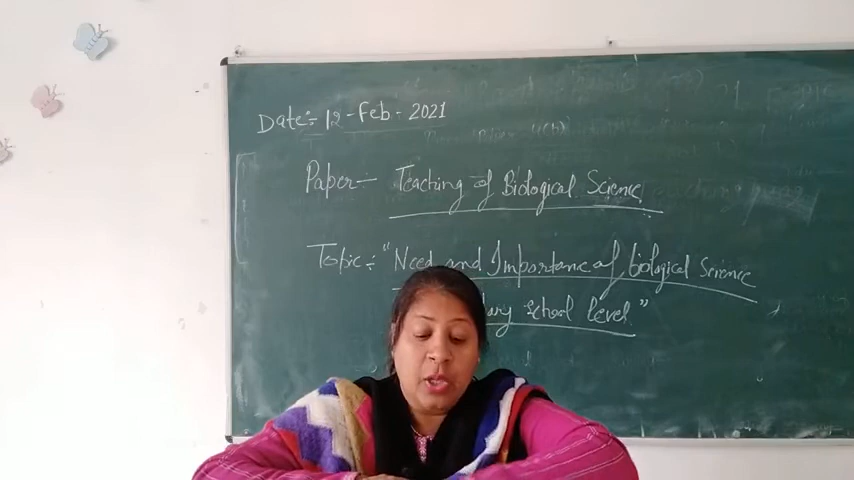 Date:- 12-Feb-2021
Paper- Teaching of Biological Science
Topic:- "Need and Importance of biological Science
school level"